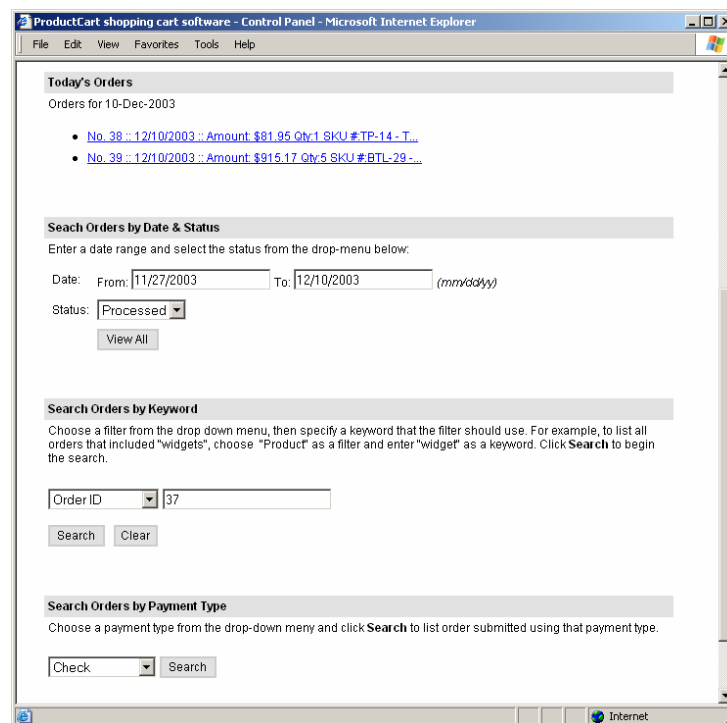 ProductCart shopping cart software - Control Panel - Microsoft Internet Explorer
File Edit View Favorites Tools Help
Today's Orders
Orders for 10-Dec-2003
No. 38 :: 12/10/2003 :: Amount: $81.95 Qty:1 SKU #:TP-14 - T...
No. 39 :: 12/10/2003 :: Amount: $915.17 Qty:5 SKU #:BTL-29 -...
Seach Orders by Date & Status
Enter a date range and select the status from the drop-menu below:
Date: From: 11/27/2003 To: 12/10/2003 (mm/dd/yy)
Status: Processed
View All
Search Orders by Keyword
Choose a filter from the drop down menu, then specify a keyword that the filter should use. For example, to list all
orders that included "widgets", choose "Product" as a filter and enter "widget" as a keyword. Click Search to begin
the search.
Order ID 37
Search Clear
Search Orders by Payment Type
Choose a payment type from the drop-down meny and click Search to list order submitted using that payment type.
Check Search
Internet